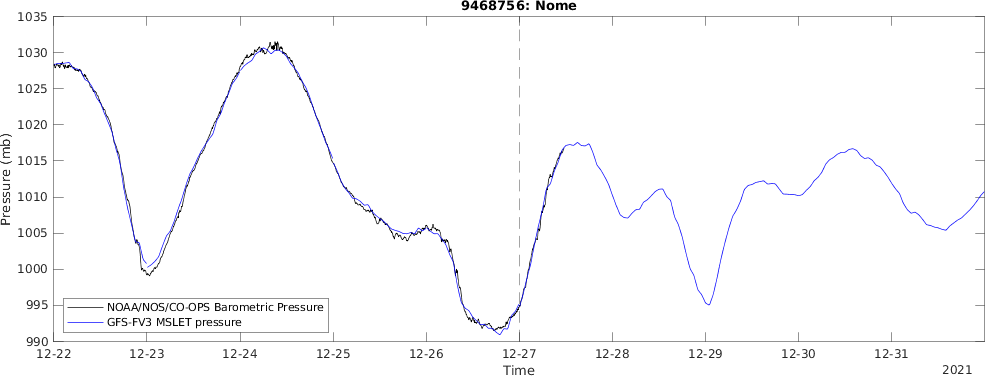 9468756: Nome
1035
1030
1025
1020
1015
1010
1005
1000
995
990
Pressure (mb)
NOAA/NOS/CO-OPS Barometric Pressure
GFS-FV3 MSLET pressure
12-22 12-23 12-24 12-25 12-26 12-27 12-28 12-29 12-30 12-31
Time
2021